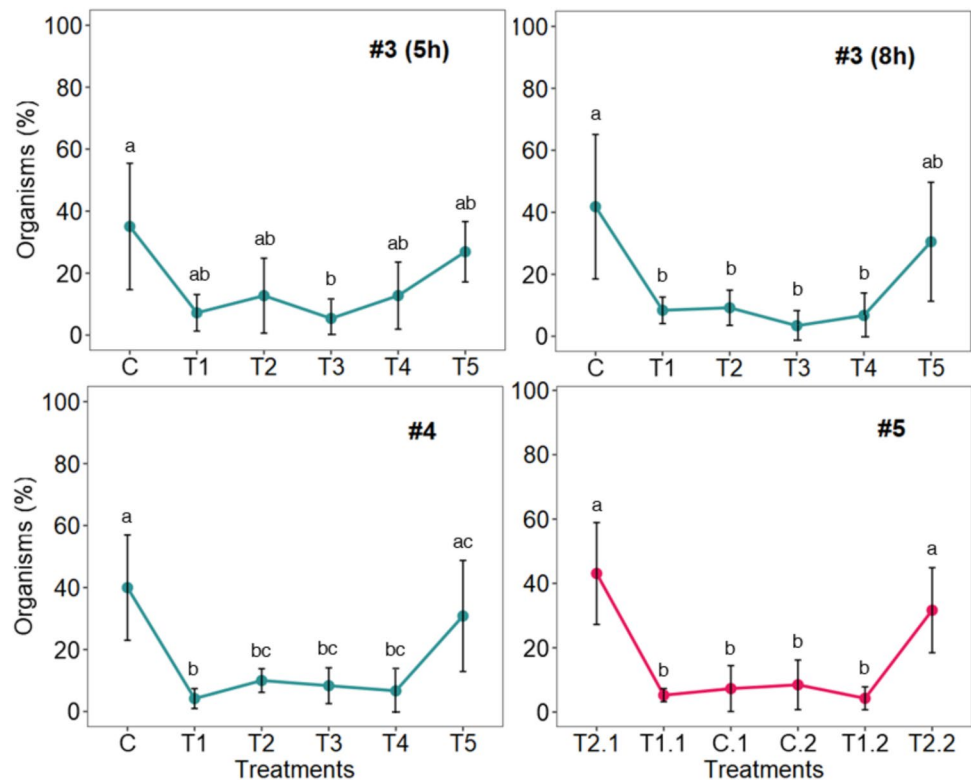 #3 (5h)
Organisms (%)
100
80
60
40
20
0
a
ab
ab
b
ab
ab
C T1 T2 T3 T4 T5
#3 (8h)
100
80
60
40
20
0
a
b
b
b
b
ab
C T1 T2 T3 T4 T5
#4
Organisms (%)
100
80
60
40
20
0
a
b
bc
bc
bc
ac
C T1 T2 T3 T4 T5
Treatments
#5
100
80
60
40
20
0
a
b
b
b
b
a
T2.1 T1.1 C.1 C.2 T1.2 T2.2
Treatments